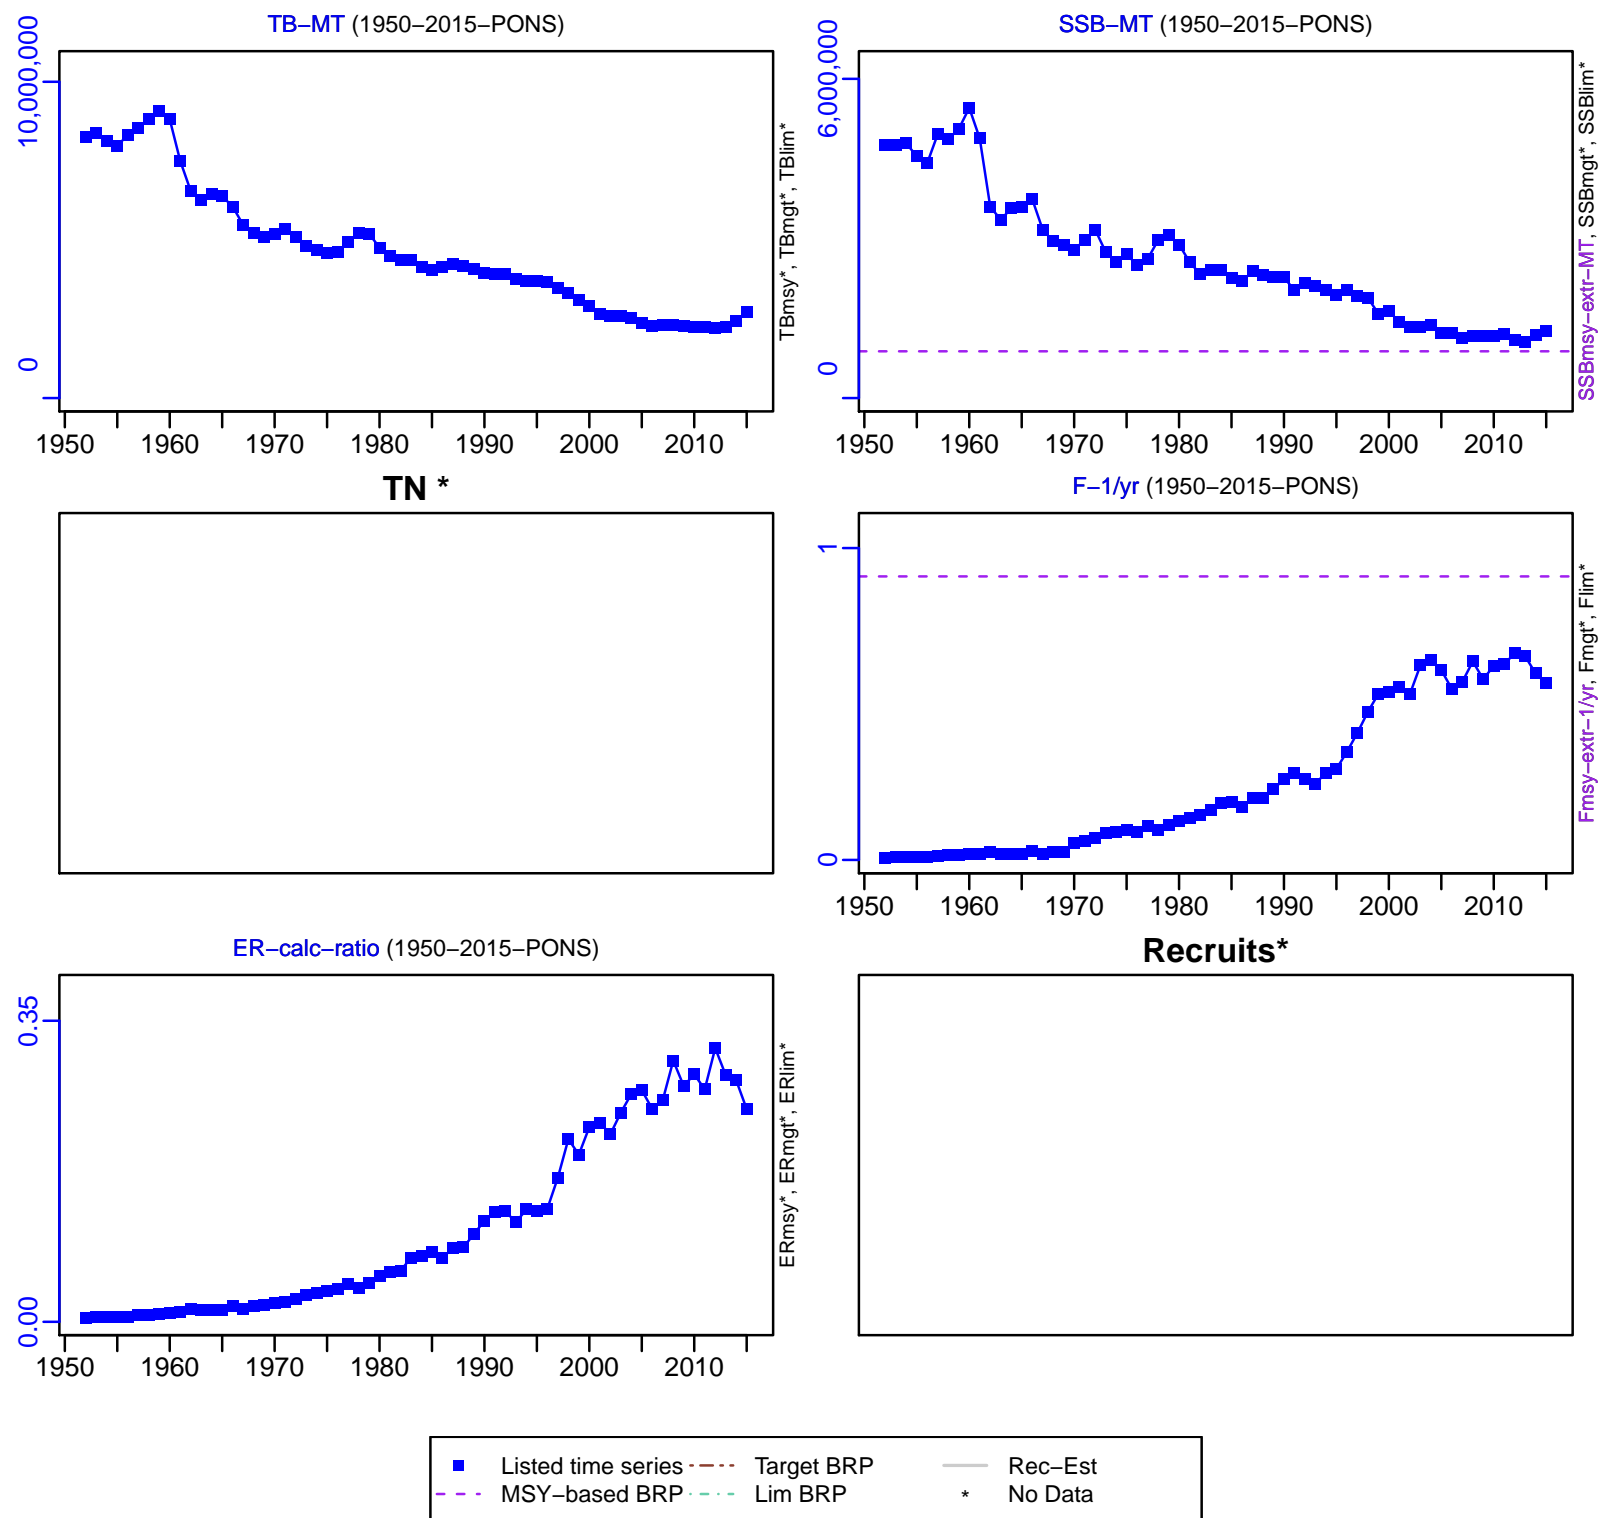 TB−MT (1950−2015−PONS)
10,000,000
0
1950 1960 1970 1980 1990 2000 2010
TBmsy*, TBmgt*, TBlim*
SSB−MT (1950−2015−PONS)
6,000,000
0
1950 1960 1970 1980 1990 2000 2010
SSBmsy−extr−MT, SSBmgt*, SSBlim*
TN *
F−1/yr (1950−2015−PONS)
1
0
1950 1960 1970 1980 1990 2000 2010
Fmsy−extr−1/yr, Fmgt*, Flim*
ER−calc−ratio (1950−2015−PONS)
0.35
0.00
1950 1960 1970 1980 1990 2000 2010
ERmsy*, ERmgt*, ERlim*
Recruits*
Listed time series Target BRP Rec−Est
MSY−based BRP Lim BRP * No Data